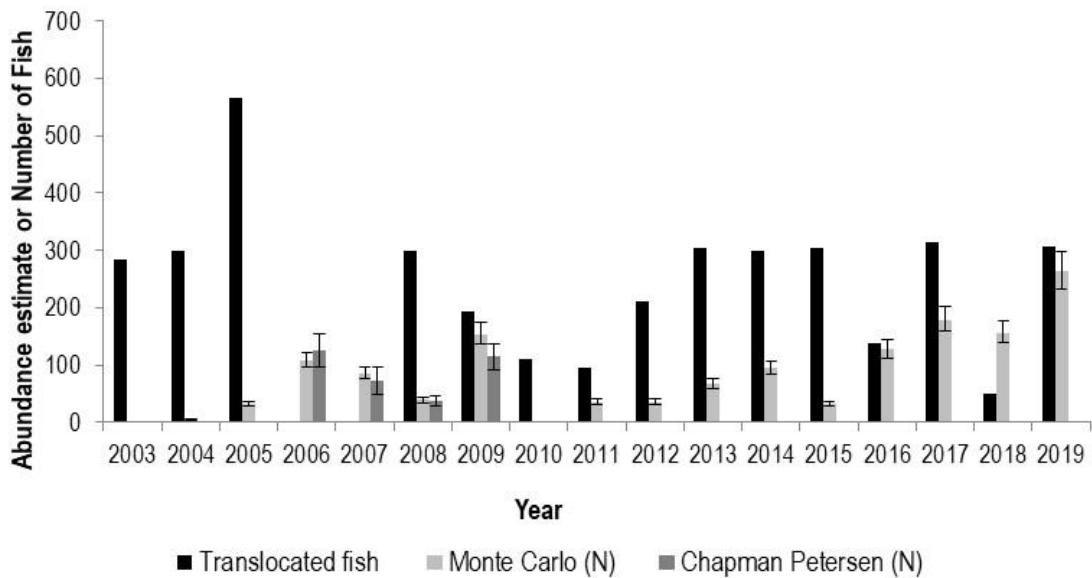 Abundance estimate or Number of Fish
700
600
500
400
300
200
100
0
2003 2004 2005 2006 2007 2008 2009 2010 2011 2012 2013 2014 2015 2016 2017 2018 2019
Year
Translocated fish Monte Carlo (N) Chapman Petersen (N)